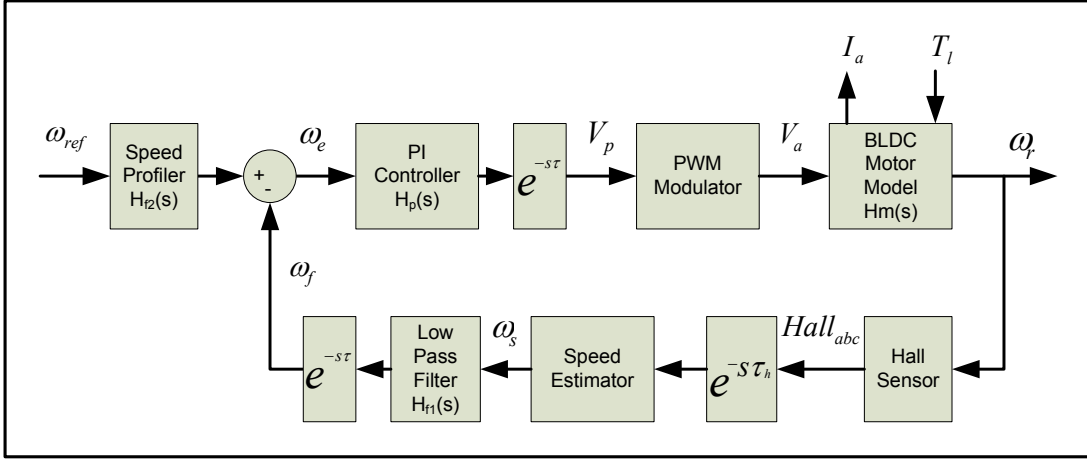 I_a
T_l
ω_ref
Speed
Profiler
H_f2(s)
+
-
ω_e
PI
Controller
H_p(s)
e^-sτ
V_p
PWM
Modulator
V_a
BLDC
Motor
Model
Hm(s)
ω_r
ω_f
e^-sτ
Low
Pass
Filter
H_f1(s)
ω_s
Speed
Estimator
e^-sτ_h
Hall_abc
Hall
Sensor